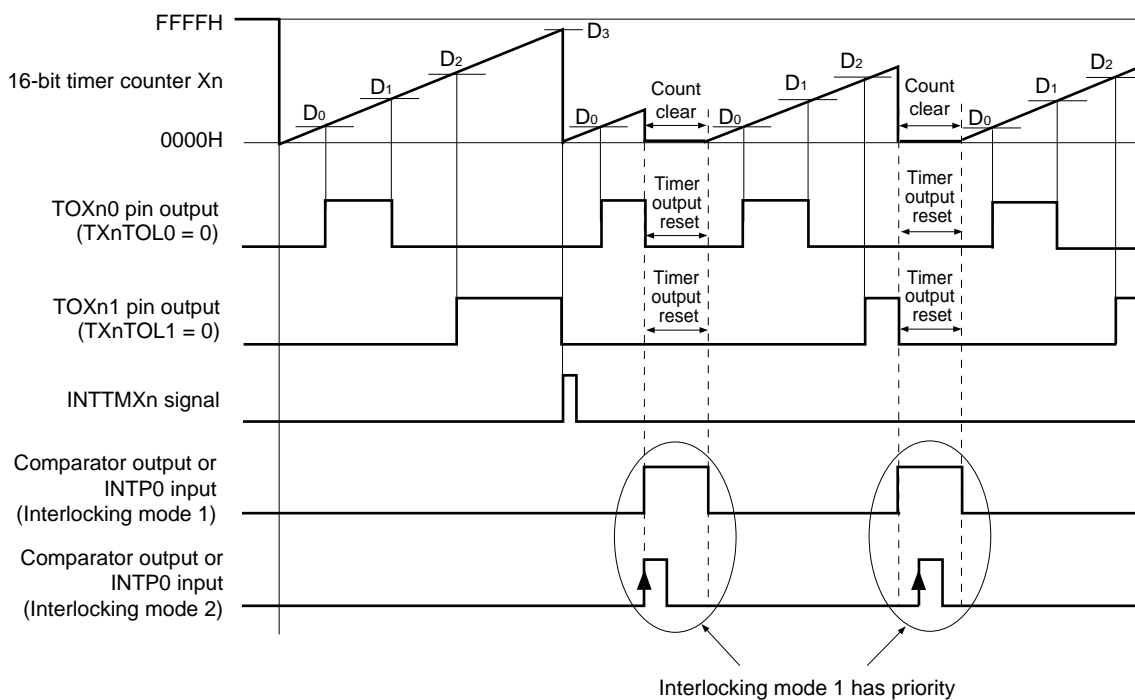 FFFFH
D3
D2
D2
D2
16-bit timer counter Xn
D1
Count
clear
D1
Count
clear
D1
D0
D0
D0
D0
0000H
TOXn0 pin output
(TXnTOL0 = 0)
Timer
output
reset
Timer
output
reset
TOXn1 pin output
(TXnTOL1 = 0)
Timer
output
reset
Timer
output
reset
INTTMXn signal
Comparator output or
INTP0 input
(Interlocking mode 1)
Comparator output or
INTP0 input
(Interlocking mode 2)
Interlocking mode 1 has priority